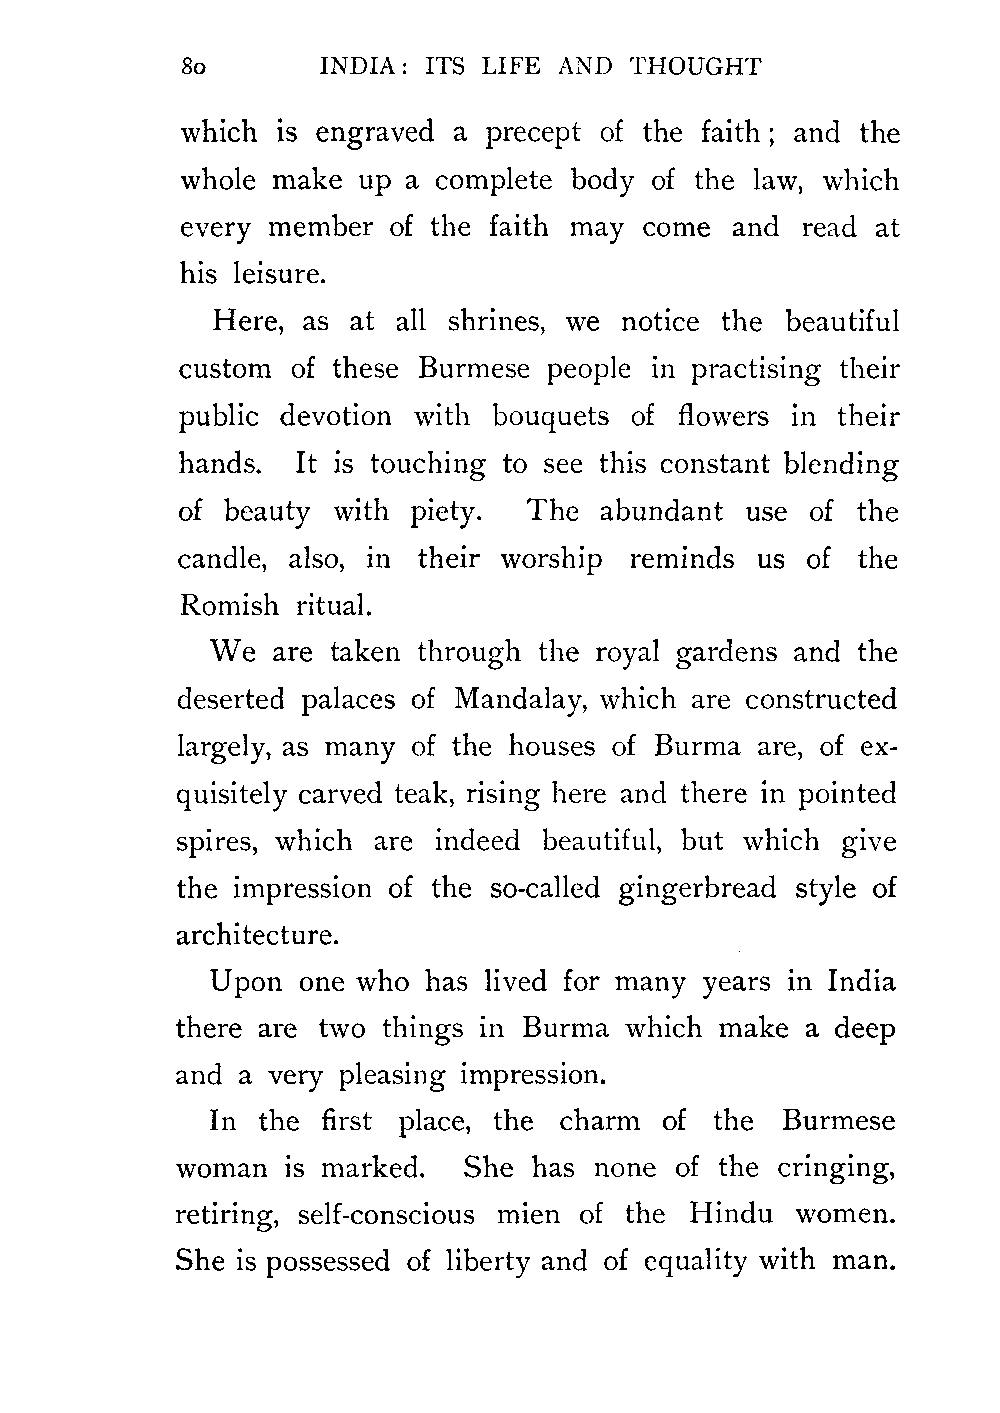 80 INDIA: ITS LIFE AND THOUGHT
which is engraved a precept of the faith; and the
whole make up a complete body of the law, which
every member of the faith may come and read at
his leisure.
Here, as at all shrines, we notice the beautiful
custom of these Burmese people in practising their
public devotion with bouquets of flowers in their
hands. It is touching to see this constant blending
of beauty with piety. The abundant use of the
candle, also, in their worship reminds us of the
Romish ritual.
We are taken through the royal gardens and the
deserted palaces of Mandalay, which are constructed
largely, as many of the houses of Burma are, of ex-
quisitely carved teak, rising here and there in pointed
spires, which are indeed beautiful, but which give
the impression of the so-called gingerbread style of
architecture.
Upon one who has lived for many years in India
there are two things in Burma which make a deep
and a very pleasing impression.
In the first place, the charm of the Burmese
woman is marked. She has none of the cringing,
retiring, self-conscious mien of the Hindu women.
She is possessed of liberty and of equality with man.